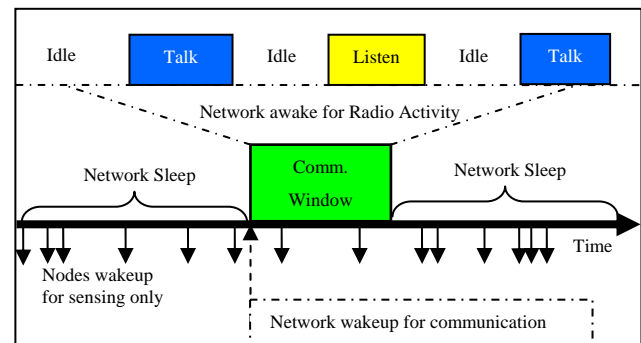 Idle Talk Idle Listen Idle Talk
Network awake for Radio Activity
Comm.
Window
Network Sleep
Network Sleep
Time
Nodes wakeup
for sensing only
Network wakeup for communication